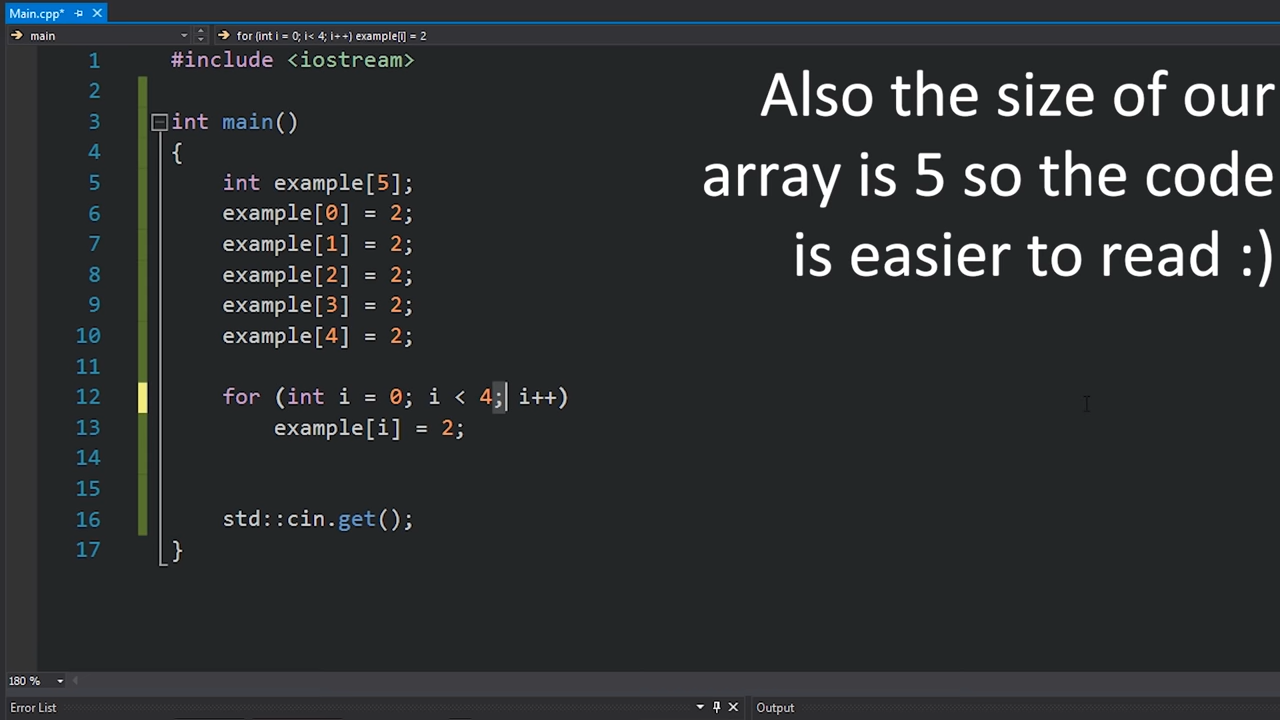 Main.cpp*
main
for (int i = 0; i< 4; i++) example[i] = 2
1 #include <iostream>
2
3 int main()
4 {
5 int example[5];
6 example[0] = 2;
7 example[1] = 2;
8 example[2] = 2;
9 example[3] = 2;
10 example[4] = 2;
11
12 for (int i = 0; i < 4; i++)
13 example[i] = 2;
14
15
16 std::cin.get();
17 }
Also the size of our
array is 5 so the code
is easier to read :)
180 %
Error List
Output